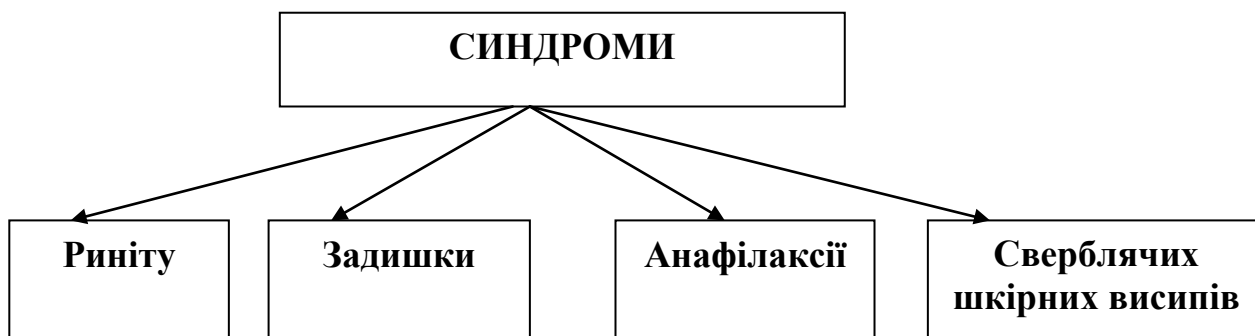 СИНДРОМИ
Риніту
Задишки
Анафілаксії
Сверблячих
шкірних висипів